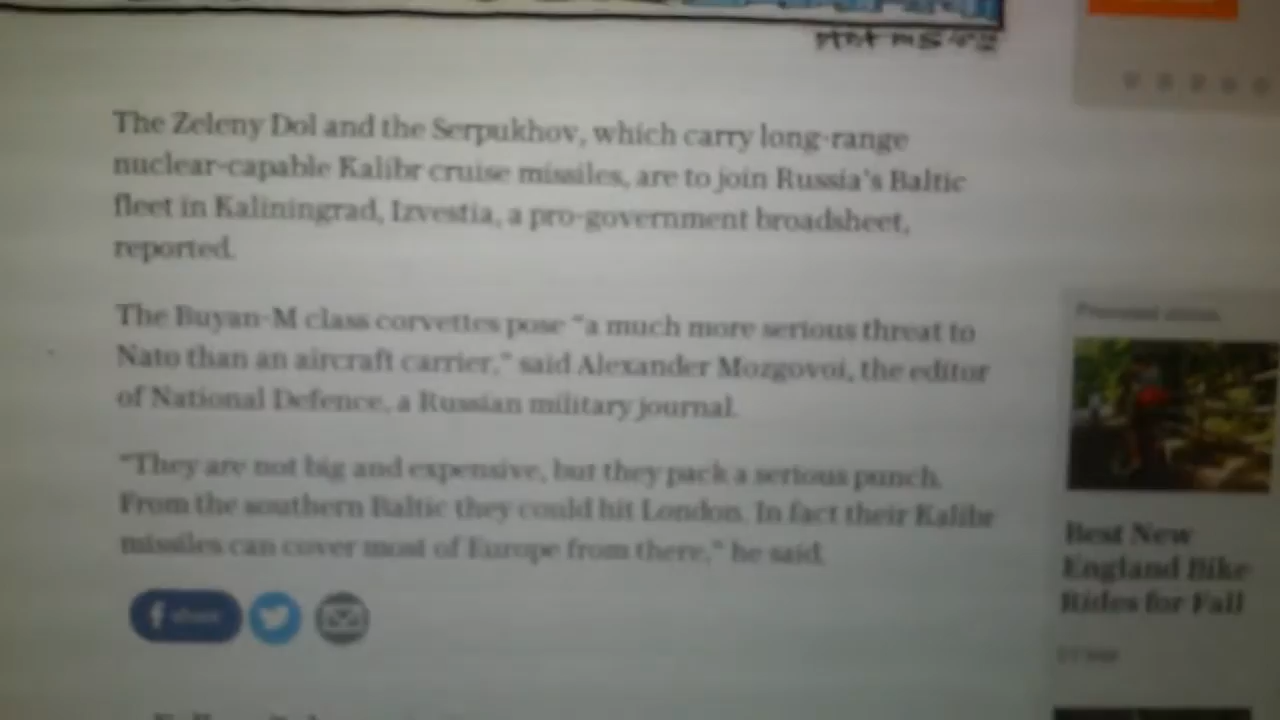 The Zeleny Dol and the Serpukhov, which carry long-range
nuclear-capable Kalibr cruise missiles, are to join Russia's Baltic
fleet in Kaliningrad, Izvestia, a pro-government broadsheet,
reported.
The Buyan-M class corvettes pose "a much more serious threat to
Nato than an aircraft carrier," said Alexander Mozgovoi, the editor
of National Defence, a Russian military journal.
"They are not big and expensive, but they pack a serious punch.
From the southern Baltic they could hit London. In fact their Kalibr
missiles can cover most of Europe from there," he said.
f share
Best New
England Bike
Rides for Fall